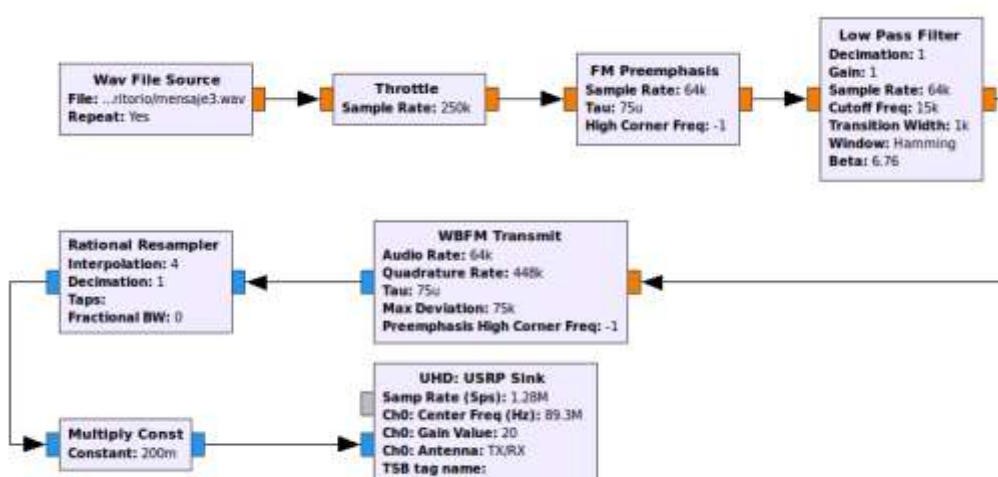 Wav File Source
File: ...ritorio/mensaje3.wav
Repeat: Yes
Throttle
Sample Rate: 250k
FM Preemphasis
Sample Rate: 64k
Tau: 75u
High Corner Freq: -1
Low Pass Filter
Decimation: 1
Gain: 1
Sample Rate: 64k
Cutoff Freq: 15k
Transition Width: 1k
Window: Hamming
Beta: 6.76
Rational Resampler
Interpolation: 4
Decimation: 1
Taps:
Fractional BW: 0
WBFM Transmit
Audio Rate: 64k
Quadrature Rate: 448k
Tau: 75u
Max Deviation: 75k
Preemphasis High Corner Freq: -1
Multiply Const
Constant: 200m
UHD: USRP Sink
Samp Rate (Sps): 1.28M
Ch0: Center Freq (Hz): 89.3M
Ch0: Gain Value: 20
Ch0: Antenna: TX/RX
TSB tag name: